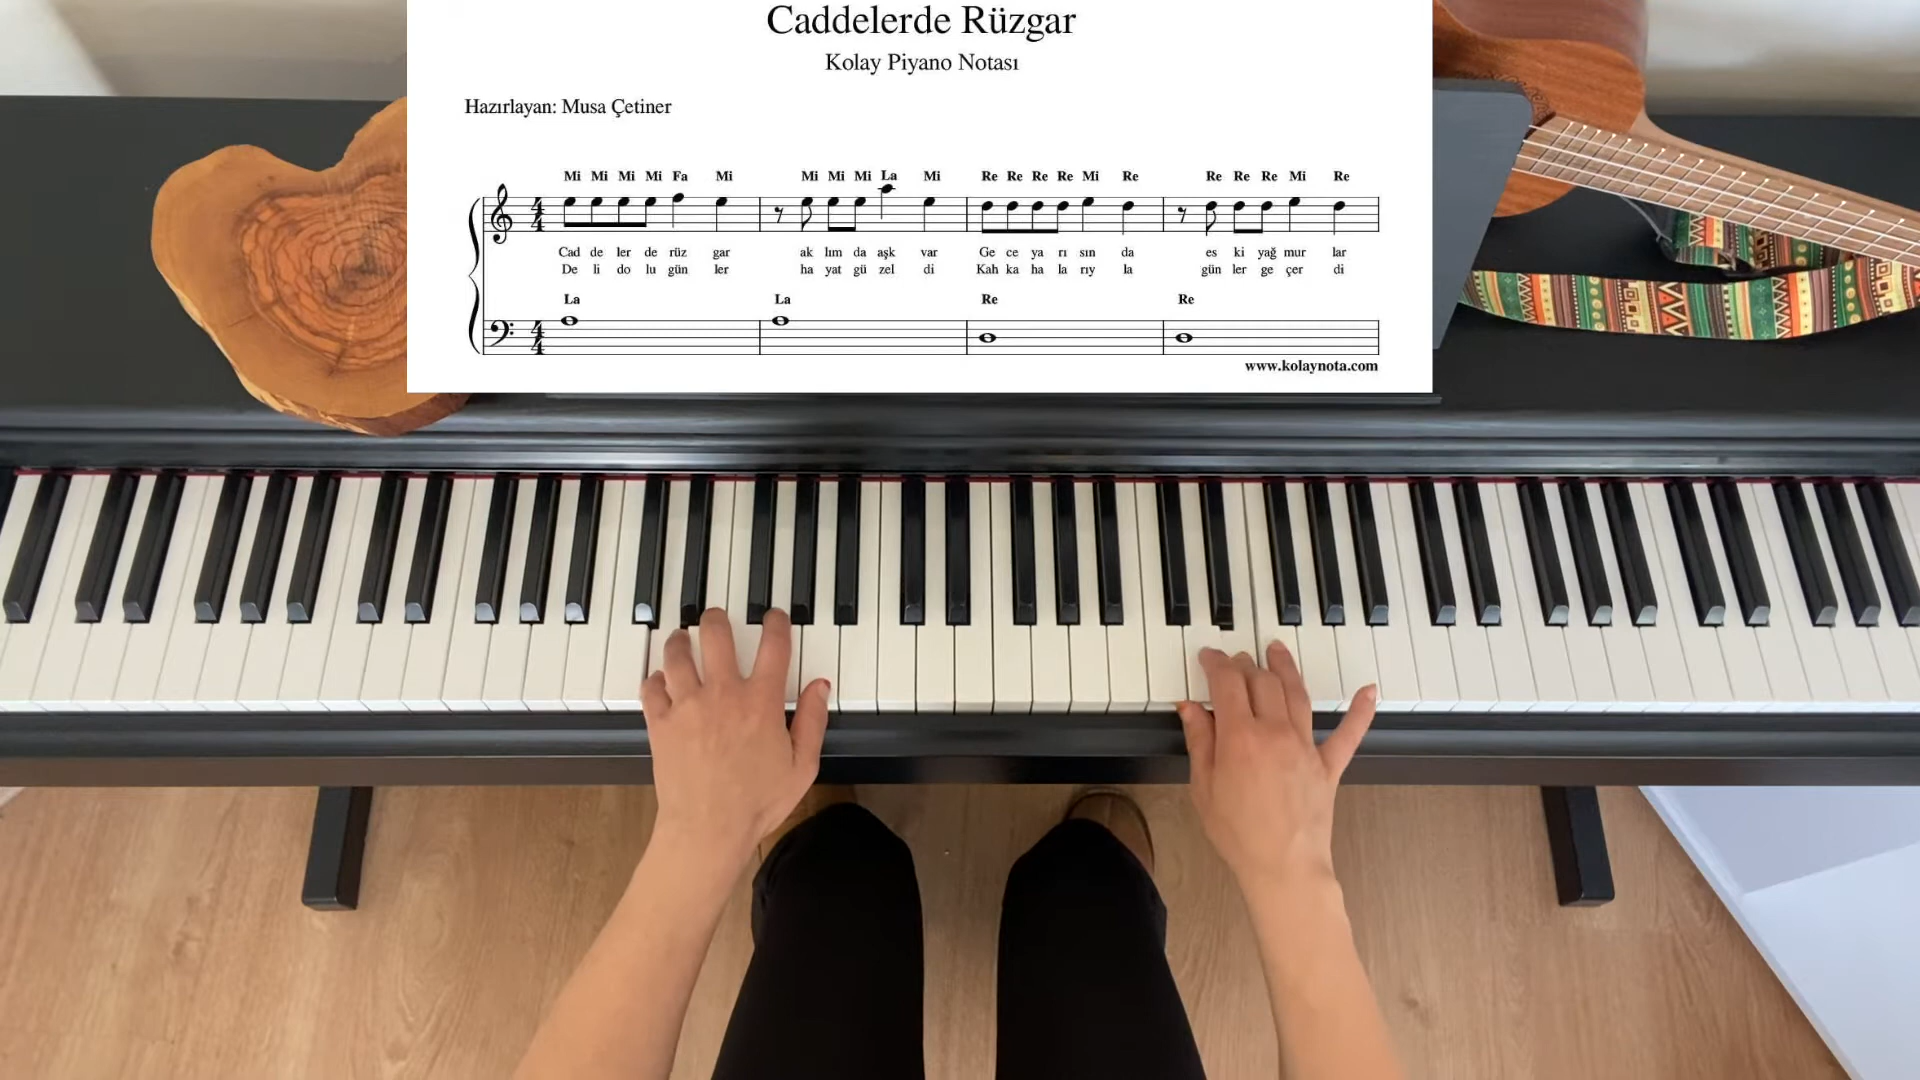 Caddelerde Rüzgar
Kolay Piyano Notası
Hazırlayan: Musa Çetiner
Mi Mi Mi Mi Fa Mi Mi Mi Mi La Mi Re Re Re Re Mi Re Re Re Re Mi Re
Cad de ler de rüz gar ak lım da aşk var Ge ce ya rı sın da es ki yağ mur lar
De li do lu gün ler ha yat gü zel di Kah ka ha la rıy la gün ler ge çer di
La La Re Re
www.kolaynota.com